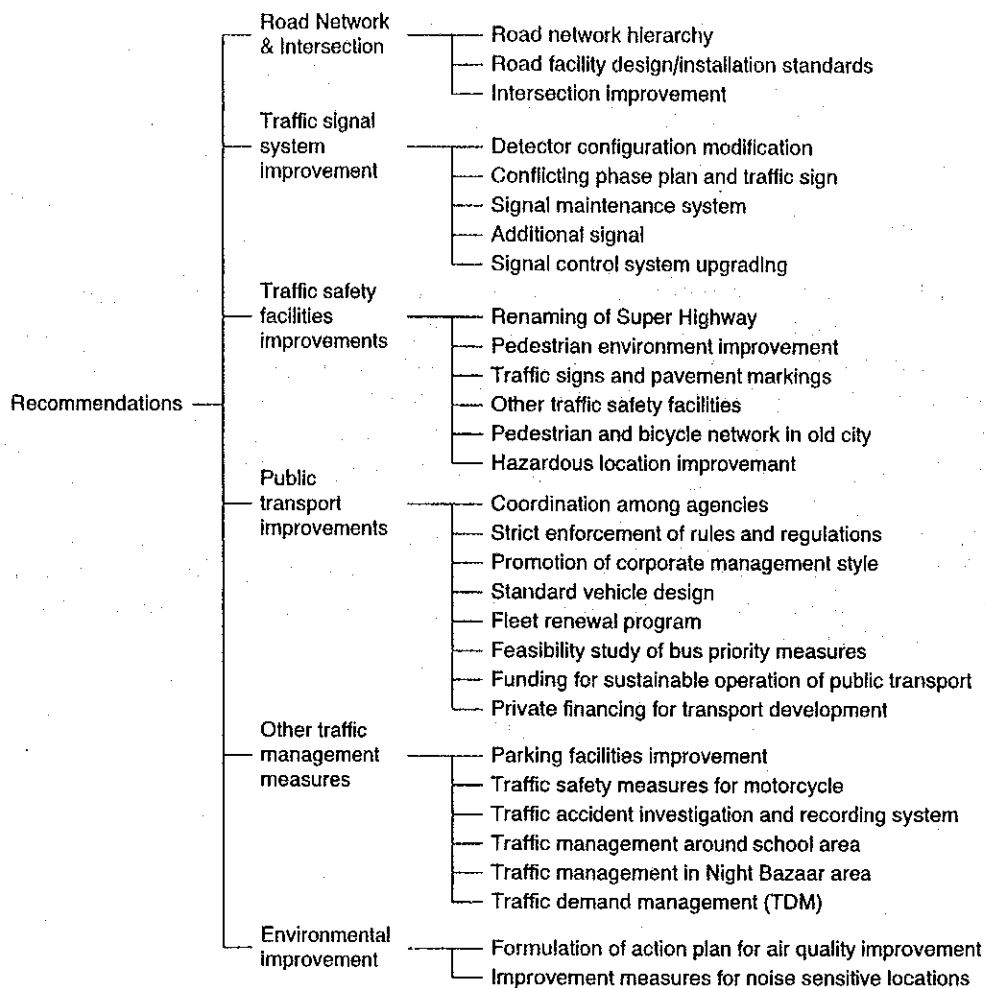 Recommendations
Road Network
& Intersection
Road network hierarchy
Road facility design/installation standards
Intersection improvement
Traffic signal
system
improvement
Detector configuration modification
Conflicting phase plan and traffic sign
Signal maintenance system
Additional signal
Signal control system upgrading
Traffic safety
facilities
improvements
Renaming of Super Highway
Pedestrian environment improvement
Traffic signs and pavement markings
Other traffic safety facilities
Pedestrian and bicycle network in old city
Hazardous location improvemant
Public
transport
improvements
Coordination among agencies
Strict enforcement of rules and regulations
Promotion of corporate management style
Standard vehicle design
Fleet renewal program
Feasibility study of bus priority measures
Funding for sustainable operation of public transport
Private financing for transport development
Other traffic
management
measures
Parking facilities improvement
Traffic safety measures for motorcycle
Traffic accident investigation and recording system
Traffic management around school area
Traffic management in Night Bazaar area
Traffic demand management (TDM)
Environmental
improvement
Formulation of action plan for air quality improvement
Improvement measures for noise sensitive locations